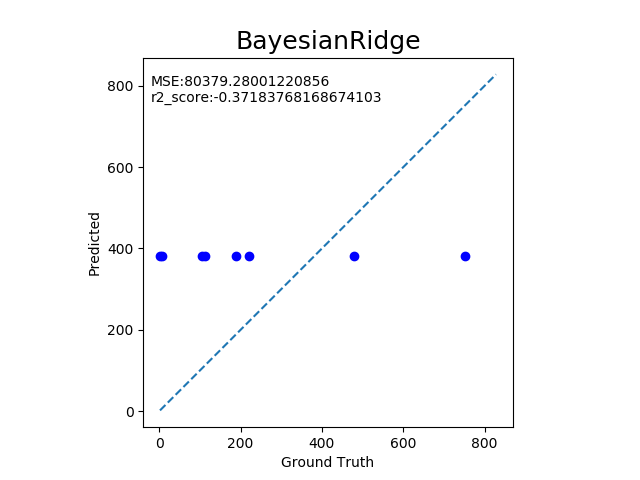 BayesianRidge
MSE:80379.28001220856
r2_score:-0.37183768168674103
800
600
400
200
0
Predicted
0 200 400 600 800
Ground Truth